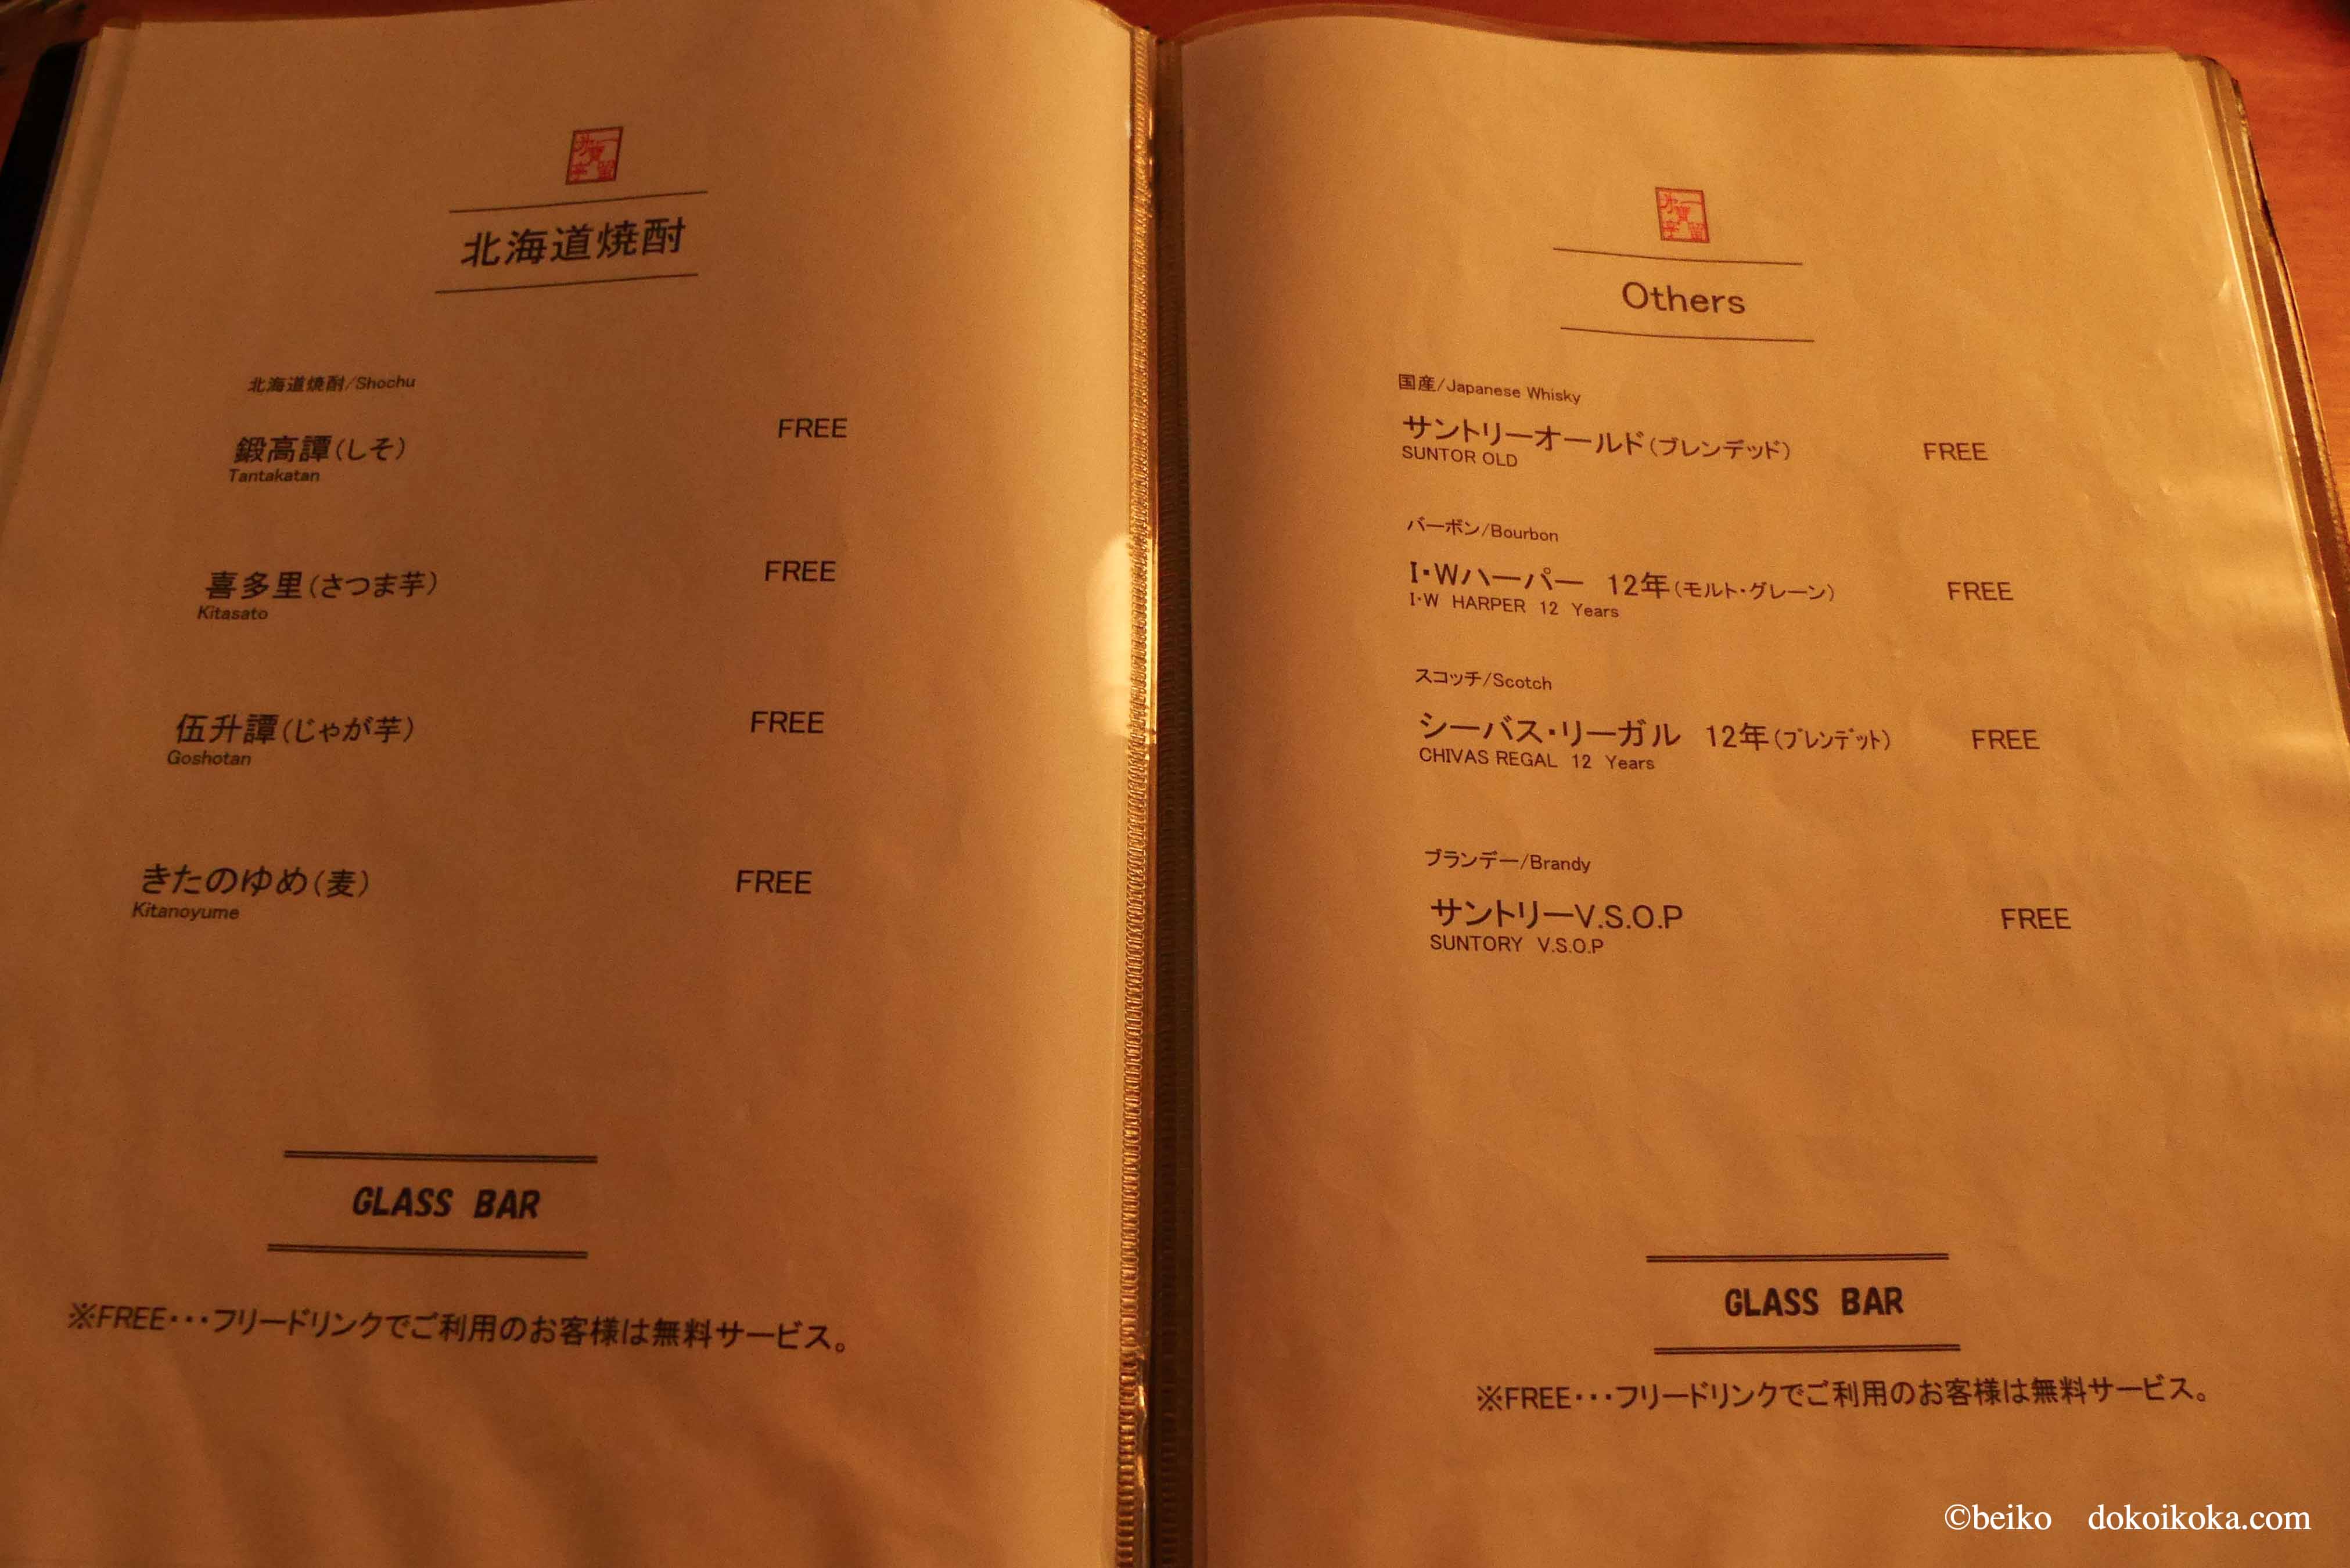 北海道焼酎
北海道焼酎/Shochu
鍛高譚(しそ) FREE
Tantakatan
喜多里(さつま芋) FREE
Kitasato
伍升譚(じゃが芋) FREE
Goshotan
きたのゆめ(麦) FREE
Kitanoyume
GLASS BAR
※FREE・・・フリードリンクでご利用のお客様は無料サービス。
Others
国産/Japanese Whisky
サントリーオールド(ブレンデッド) FREE
SUNTOR OLD
バーボン/Bourbon
I・Wハーパー 12年(モルト・グレーン) FREE
I・W HARPER 12 Years
スコッチ/Scotch
シーバス・リーガル 12年(ブレンデット) FREE
CHIVAS REGAL 12 Years
ブランデー/Brandy
サントリーV.S.O.P FREE
SUNTORY V.S.O.P
GLASS BAR
※FREE・・・フリードリンクでご利用のお客様は無料サービス。
©beiko dokoikoka.com